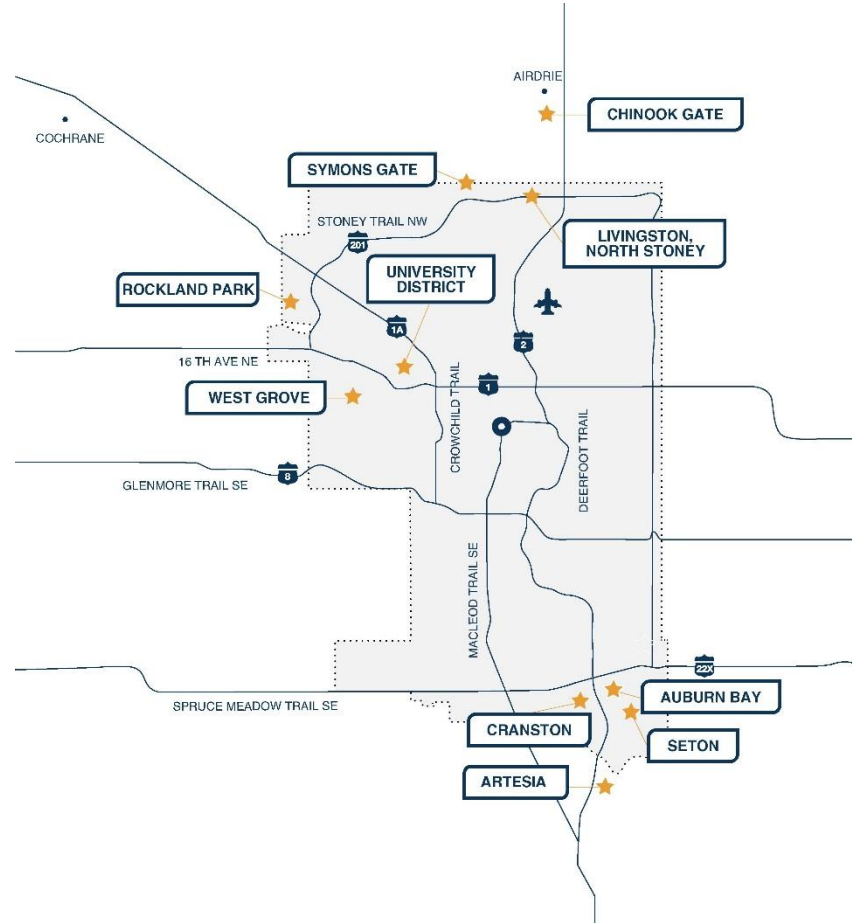 AIRDRIE
CHINOOK GATE
COCHRANE
SYMONS GATE
STONEY TRAIL NW
201
LIVINGSTON,
NORTH STONEY
UNIVERSITY
DISTRICT
ROCKLAND PARK
1A
2
16 TH AVE NE
1
WEST GROVE
CROWCHILD TRAIL
DEERFOOT TRAIL
8
GLENMORE TRAIL SE
MACLEOD TRAIL SE
22X
SPRUCE MEADOW TRAIL SE
AUBURN BAY
CRANSTON
SETON
ARTESIA